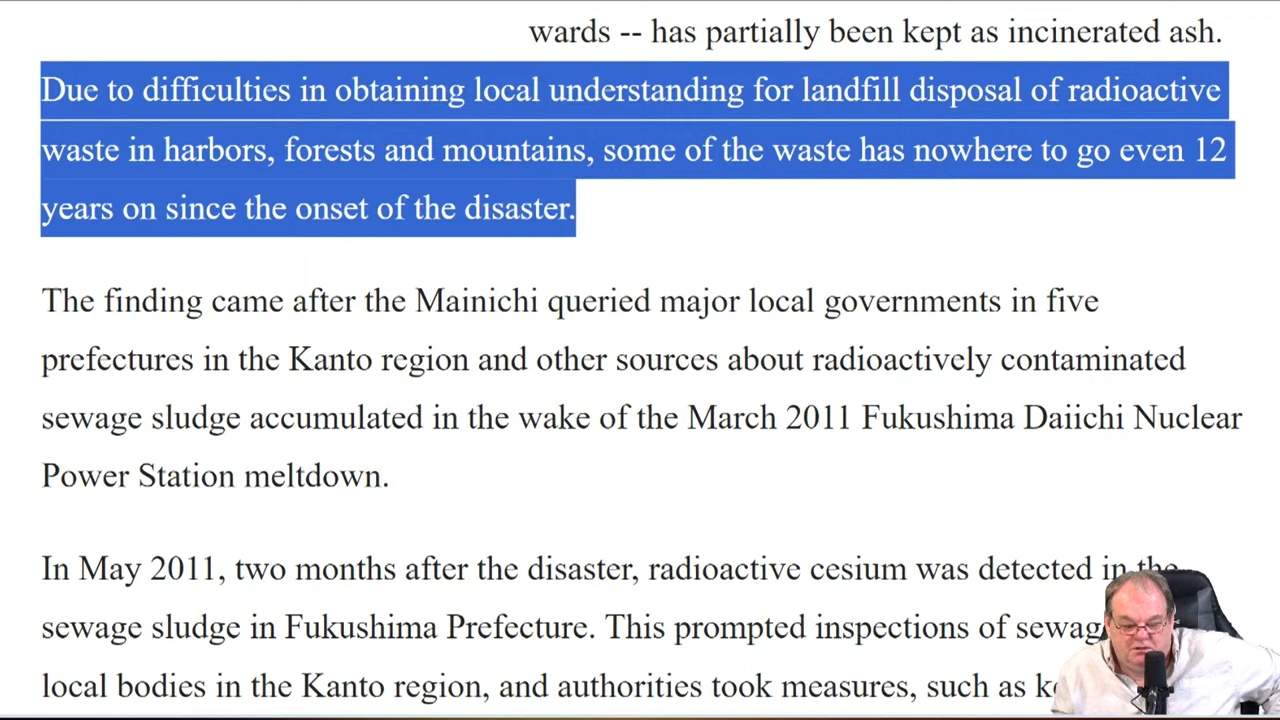 wards -- has partially been kept as incinerated ash.
Due to difficulties in obtaining local understanding for landfill disposal of radioactive
waste in harbors, forests and mountains, some of the waste has nowhere to go even 12
years on since the onset of the disaster.
The finding came after the Mainichi queried major local governments in five
prefectures in the Kanto region and other sources about radioactively contaminated
sewage sludge accumulated in the wake of the March 2011 Fukushima Daiichi Nuclear
Power Station meltdown.
In May 2011, two months after the disaster, radioactive cesium was detected in the
sewage sludge in Fukushima Prefecture. This prompted inspections of
local bodies in the Kanto region, and authorities took measures, such as